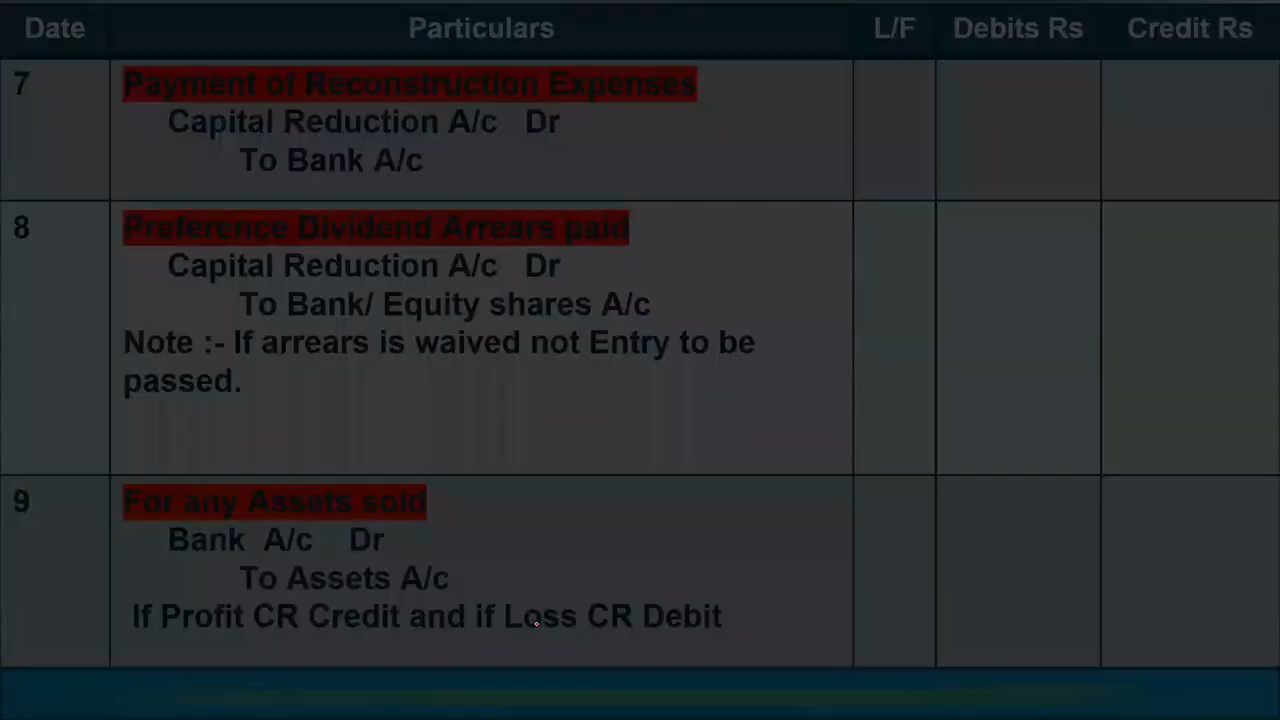 Date Particulars L/F Debits Rs Credit Rs
7 Payment of Reconstruction Expenses
Capital Reduction A/c Dr
To Bank A/c
8 Preference Dividend Arrears paid
Capital Reduction A/c Dr
To Bank/ Equity shares A/c
Note :- If arrears is waived not Entry to be
passed.
9 For any Assets sold
Bank A/c Dr
To Assets A/c
If Profit CR Credit and if Loss CR Debit